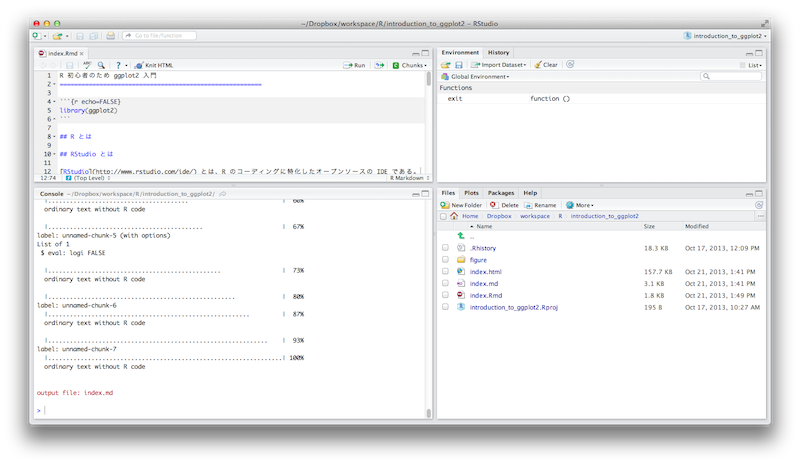 ~/Dropbox/workspace/R/introduction_to_ggplot2 – RStudio
Go to file/function
introduction_to_ggplot2
index.Rmd
ABC
?
Knit HTML
Run
Chunks
1 R 初心者のため ggplot2 入門
2 ========================================================
3
4 ```{r echo=FALSE}
5 library(ggplot2)
6 ```
7
8 ## R とは
9
10 ## RStudio とは
11
12 [RStudio](http://www.rstudio.com/ide/) とは、R のコーディングに特化したオープンソースの IDE である。
12:74
(Top Level)
R Markdown
Console ~/Dropbox/workspace/R/introduction_to_ggplot2/
|......................................... | 60%
ordinary text without R code
|............................................. | 67%
label: unnamed-chunk-5 (with options)
List of 1
$ eval: logi FALSE
|.................................................. | 73%
ordinary text without R code
|...................................................... | 80%
label: unnamed-chunk-6
|.......................................................... | 87%
ordinary text without R code
|............................................................... | 93%
label: unnamed-chunk-7
|.................................................................| 100%
ordinary text without R code
output file: index.md
>
Environment History
Import Dataset
Clear
List
Global Environment
Functions
exit function ()
Files Plots Packages Help
New Folder
Delete
Rename
More
Home Dropbox workspace R introduction_to_ggplot2
Name Size Modified
..
.Rhistory 18.3 KB Oct 17, 2013, 12:09 PM
figure
index.html 157.7 KB Oct 21, 2013, 1:41 PM
index.md 3.1 KB Oct 21, 2013, 1:41 PM
index.Rmd 1.8 KB Oct 21, 2013, 1:49 PM
introduction_to_ggplot2.Rproj 195 B Oct 17, 2013, 10:27 AM